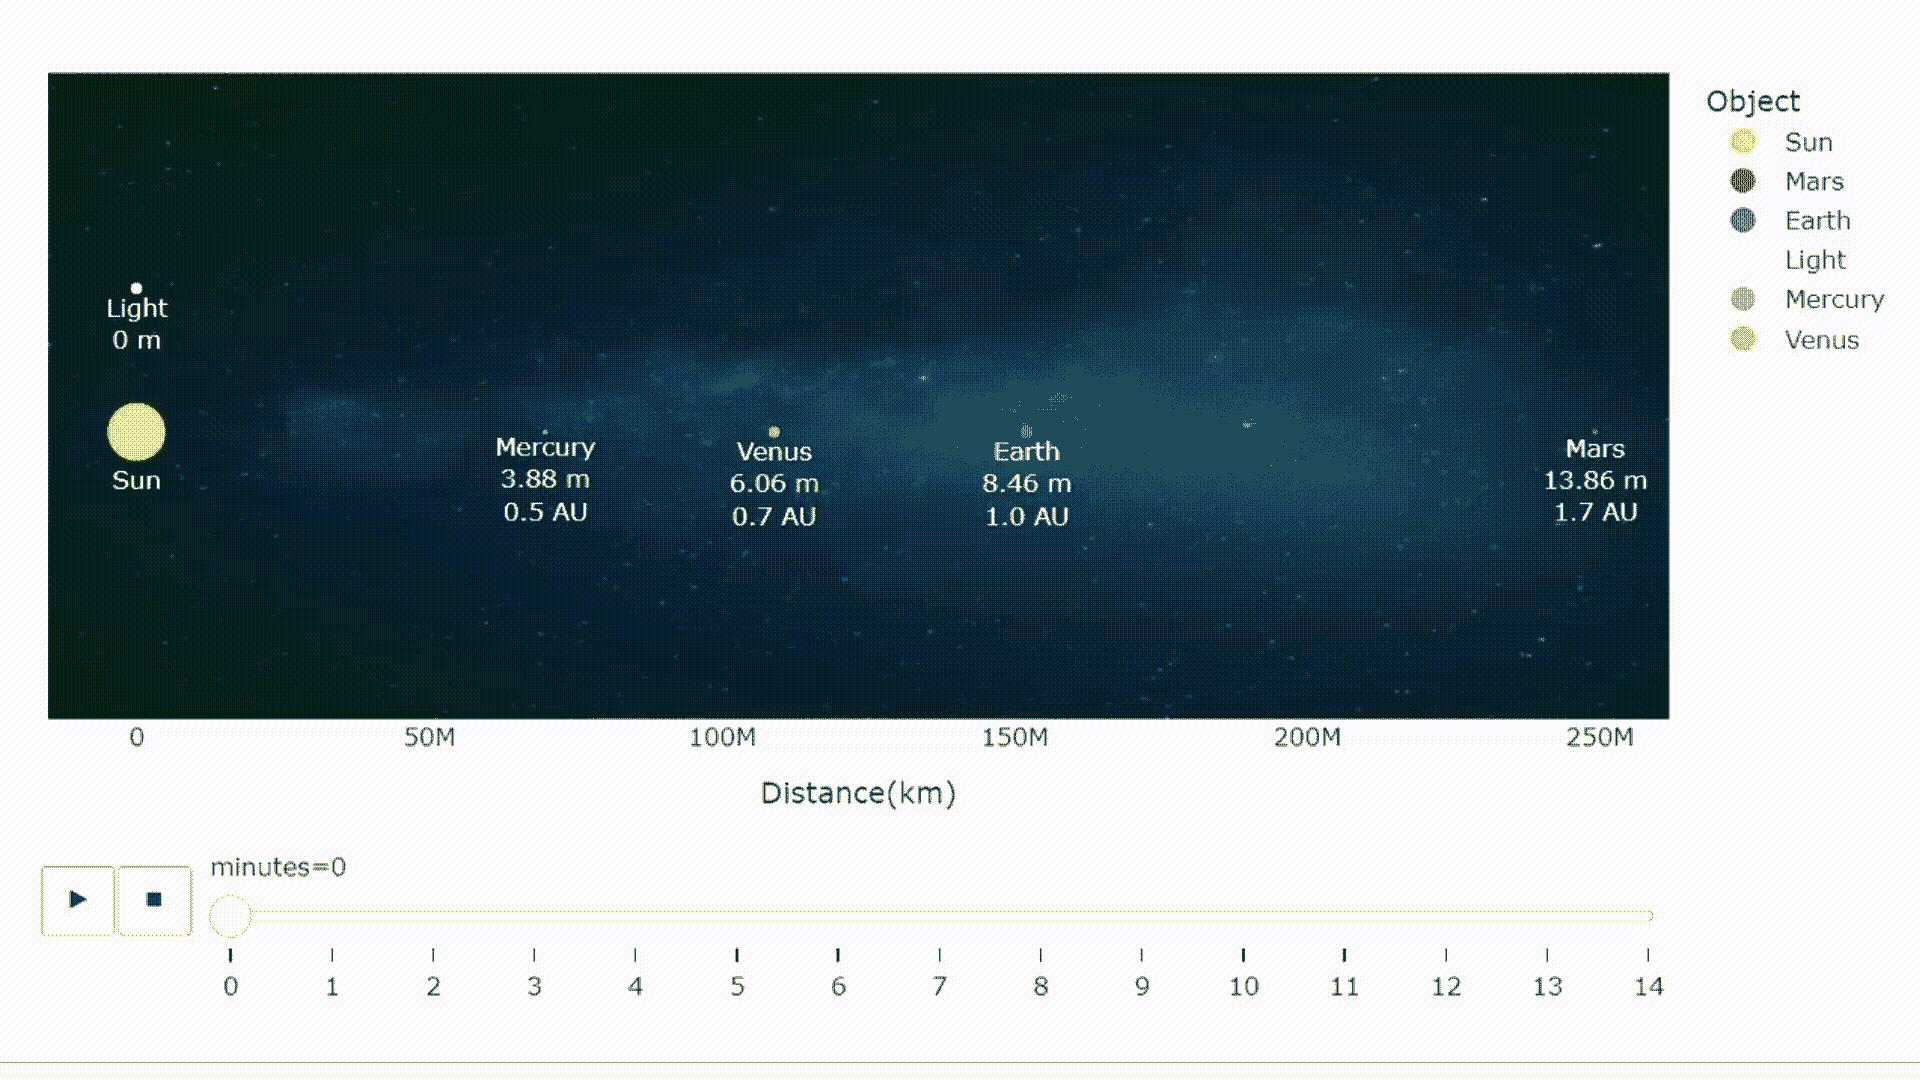 Object
Sun
Mars
Earth
Light
Mercury
Venus
Light
0 m
Sun
Mercury
3.88 m
0.5 AU
Venus
6.06 m
0.7 AU
Earth
8.46 m
1.0 AU
Mars
13.86 m
1.7 AU
0 50M 100M 150M 200M 250M
Distance(km)
minutes=0
0 1 2 3 4 5 6 7 8 9 10 11 12 13 14